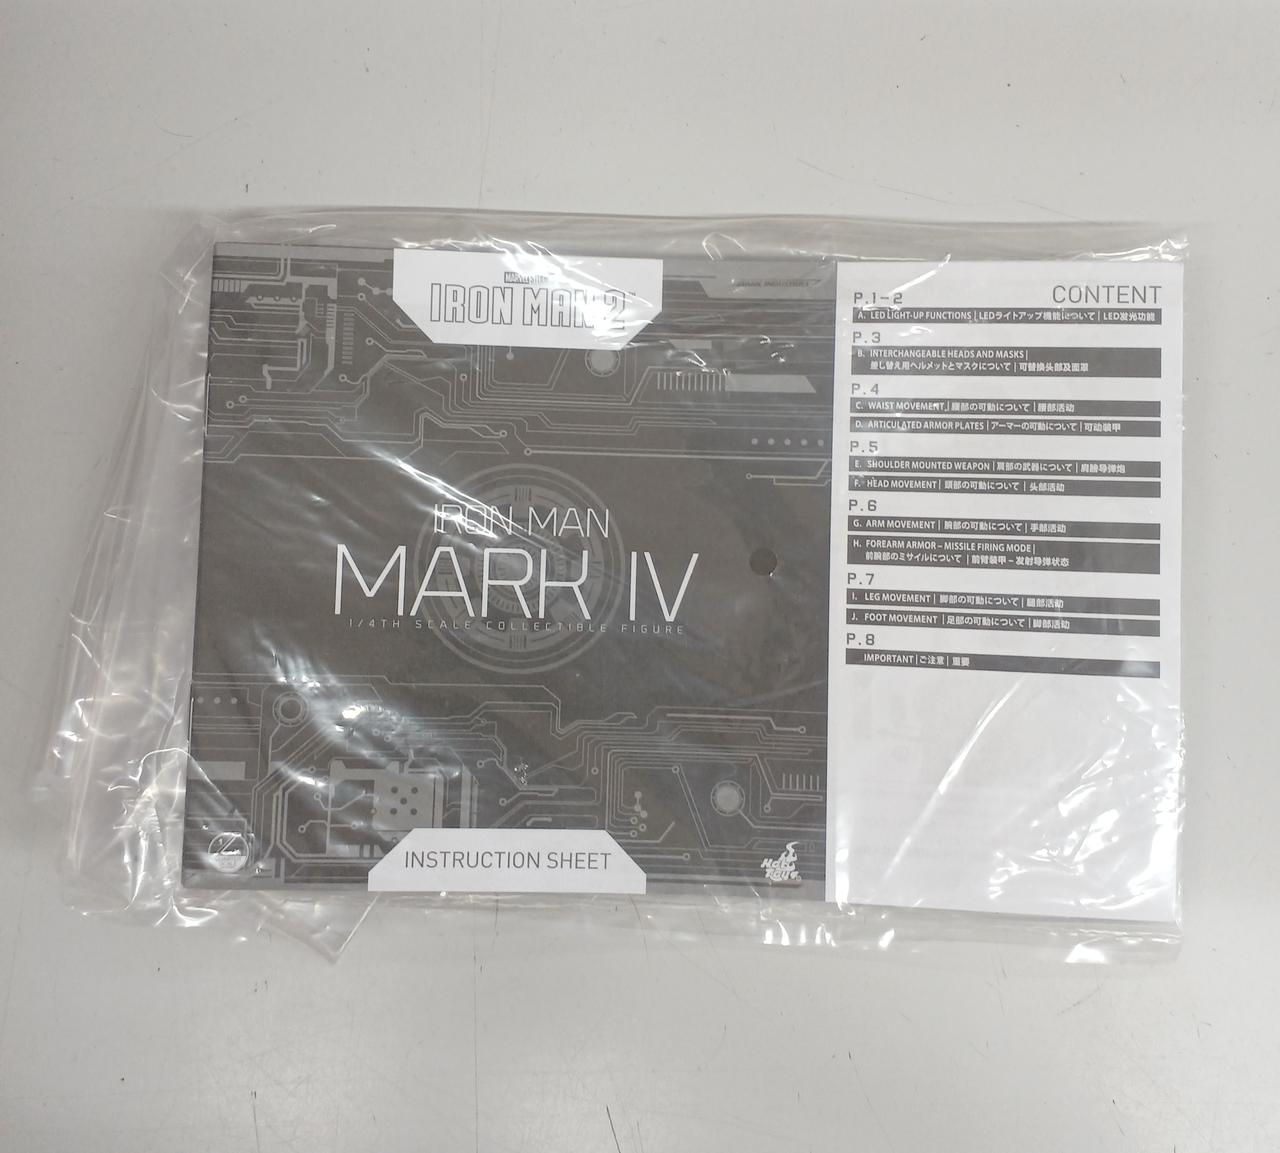 MARVEL STUDIOS
IRON MAN 2
STARK INDUSTRIES
IRON MAN
MARK IV
1/4TH SCALE COLLECTIBLE FIGURE
INSTRUCTION SHEET
Hot Toys
CONTENT
P.1-2
A. LED LIGHT-UP FUNCTIONS | LEDライトアップ機能について | LED发光功能
P.3
B. INTERCHANGEABLE HEADS AND MASKS |
差し替え用ヘルメットとマスクについて | 可替换头部及面罩
P.4
C. WAIST MOVEMENT | 腰部の可動について | 腰部活动
D. ARTICULATED ARMOR PLATES | アーマーの可動について | 可动装甲
P.5
E. SHOULDER MOUNTED WEAPON | 肩部の武器について | 肩膊导弹炮
F. HEAD MOVEMENT | 頭部の可動について | 头部活动
P.6
G. ARM MOVEMENT | 腕部の可動について | 手部活动
H. FOREARM ARMOR – MISSILE FIRING MODE |
前腕部のミサイルについて | 前臂装甲 – 发射导弹状态
P.7
I. LEG MOVEMENT | 脚部の可動について | 腿部活动
J. FOOT MOVEMENT | 足部の可動について | 脚部活动
P.8
IMPORTANT | ご注意 | 重要